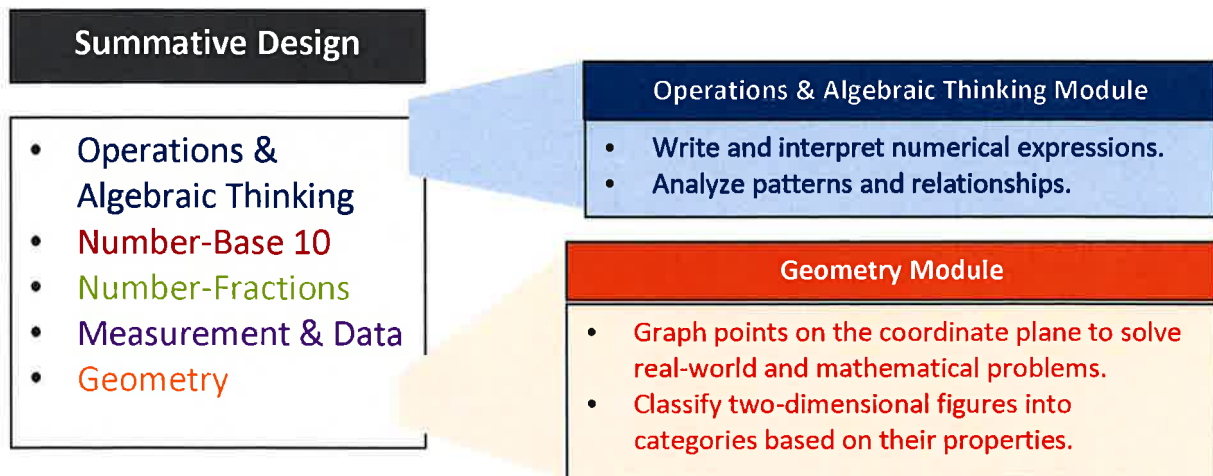 Summative Design
• Operations &
Algebraic Thinking
• Number-Base 10
• Number-Fractions
• Measurement & Data
• Geometry
Operations & Algebraic Thinking Module
• Write and interpret numerical expressions.
• Analyze patterns and relationships.
Geometry Module
• Graph points on the coordinate plane to solve
real-world and mathematical problems.
• Classify two-dimensional figures into
categories based on their properties.